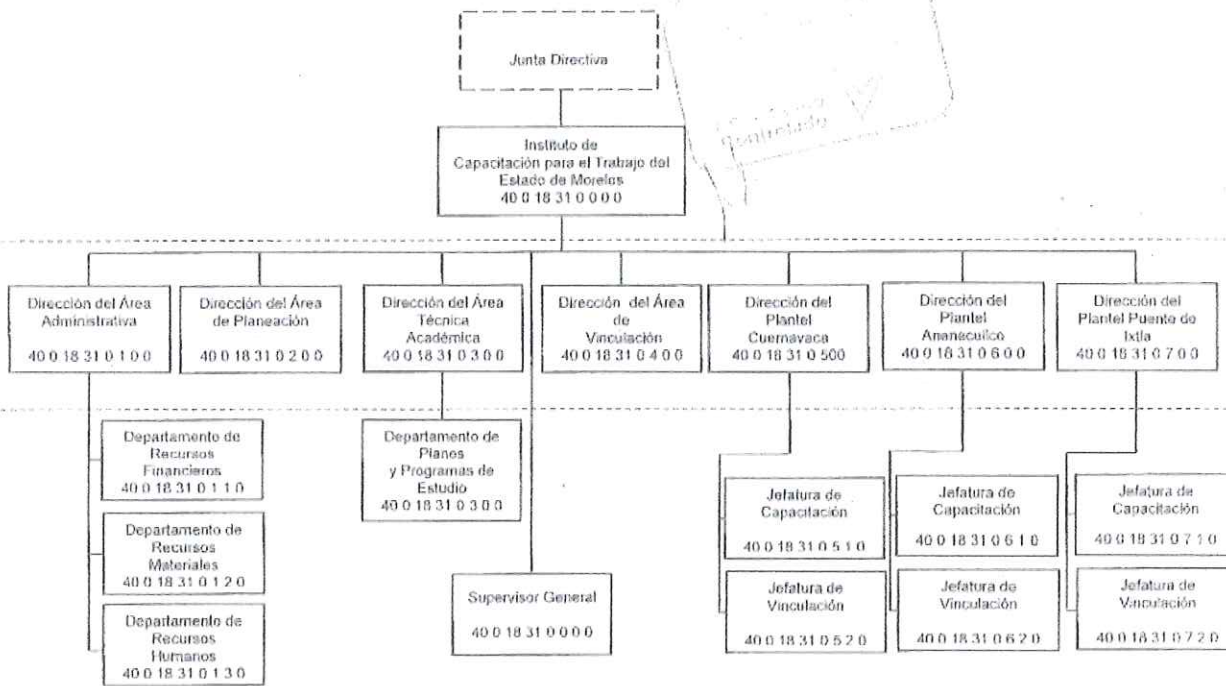 Junta Directiva
Instituto de
Capacitación para el Trabajo del
Estado de Morelos
40 0 18 31 0 0 0 0
Dirección del Área
Administrativa
40 0 18 31 0 1 0 0
Dirección del Área
de Planeación
40 0 18 31 0 2 0 0
Dirección del Área
Técnica
Académica
40 0 18 31 0 3 0 0
Dirección del Área
de
Vinculación
40 0 18 31 0 4 0 0
Dirección del
Plantel
Cuernavaca
40 0 18 31 0 500
Dirección del
Plantel
Anenecuilco
40 0 18 31 0 6 0 0
Dirección del
Plantel Puente de
Ixtla
40 0 18 31 0 7 0 0
Departamento de
Recursos
Financieros
40 0 18 31 0 1 1 0
Departamento de
Recursos
Materiales
40 0 18 31 0 1 2 0
Departamento de
Recursos
Humanos
40 0 18 31 0 1 3 0
Departamento de
Planes
y Programas de
Estudio
40 0 18 31 0 3 0 0
Supervisor General
40 0 18 31 0 0 0 0
Jefatura de
Capacitación
40 0 18 31 0 5 1 0
Jefatura de
Vinculación
40 0 18 31 0 5 2 0
Jefatura de
Capacitación
40 0 18 31 0 6 1 0
Jefatura de
Vinculación
40 0 18 31 0 6 2 0
Jefatura de
Capacitación
40 0 18 31 0 7 1 0
Jefatura de
Vinculación
40 0 18 31 0 7 2 0